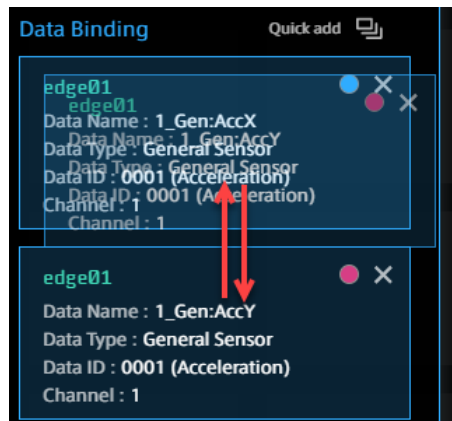 Data Binding
Quick add
edge01
edge01
Data Name : 1_Gen:AccX
Data Name : 1_Gen:AccY
Data Type : General Sensor
Data Type : General Sensor
Data ID : 0001 (Acceleration)
Data ID : 0001 (Acceleration)
Channel : 1
Channel : 1
edge01
Data Name : 1_Gen:AccY
Data Type : General Sensor
Data ID : 0001 (Acceleration)
Channel : 1